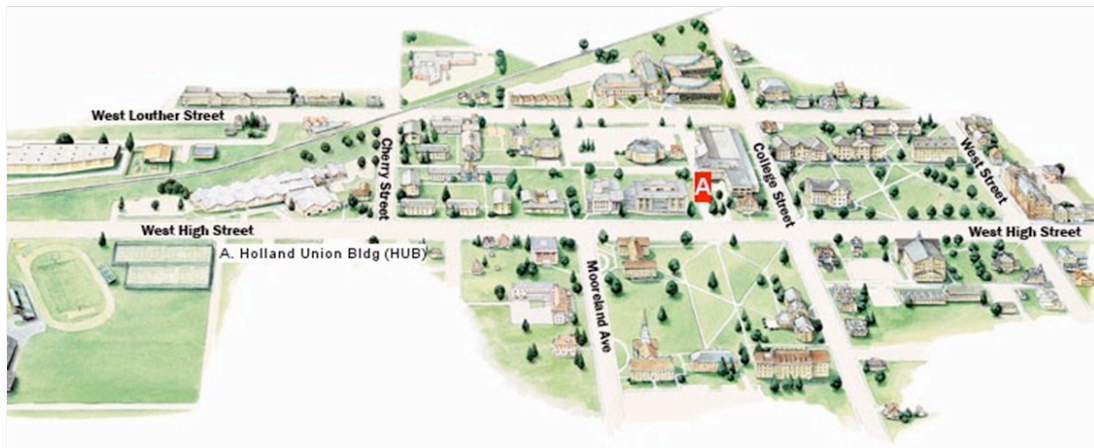 West Louther Street
Cherry Street
College Street
West Street
A
West High Street
West High Street
A. Holland Union Bldg (HUB)
Mooreland Ave